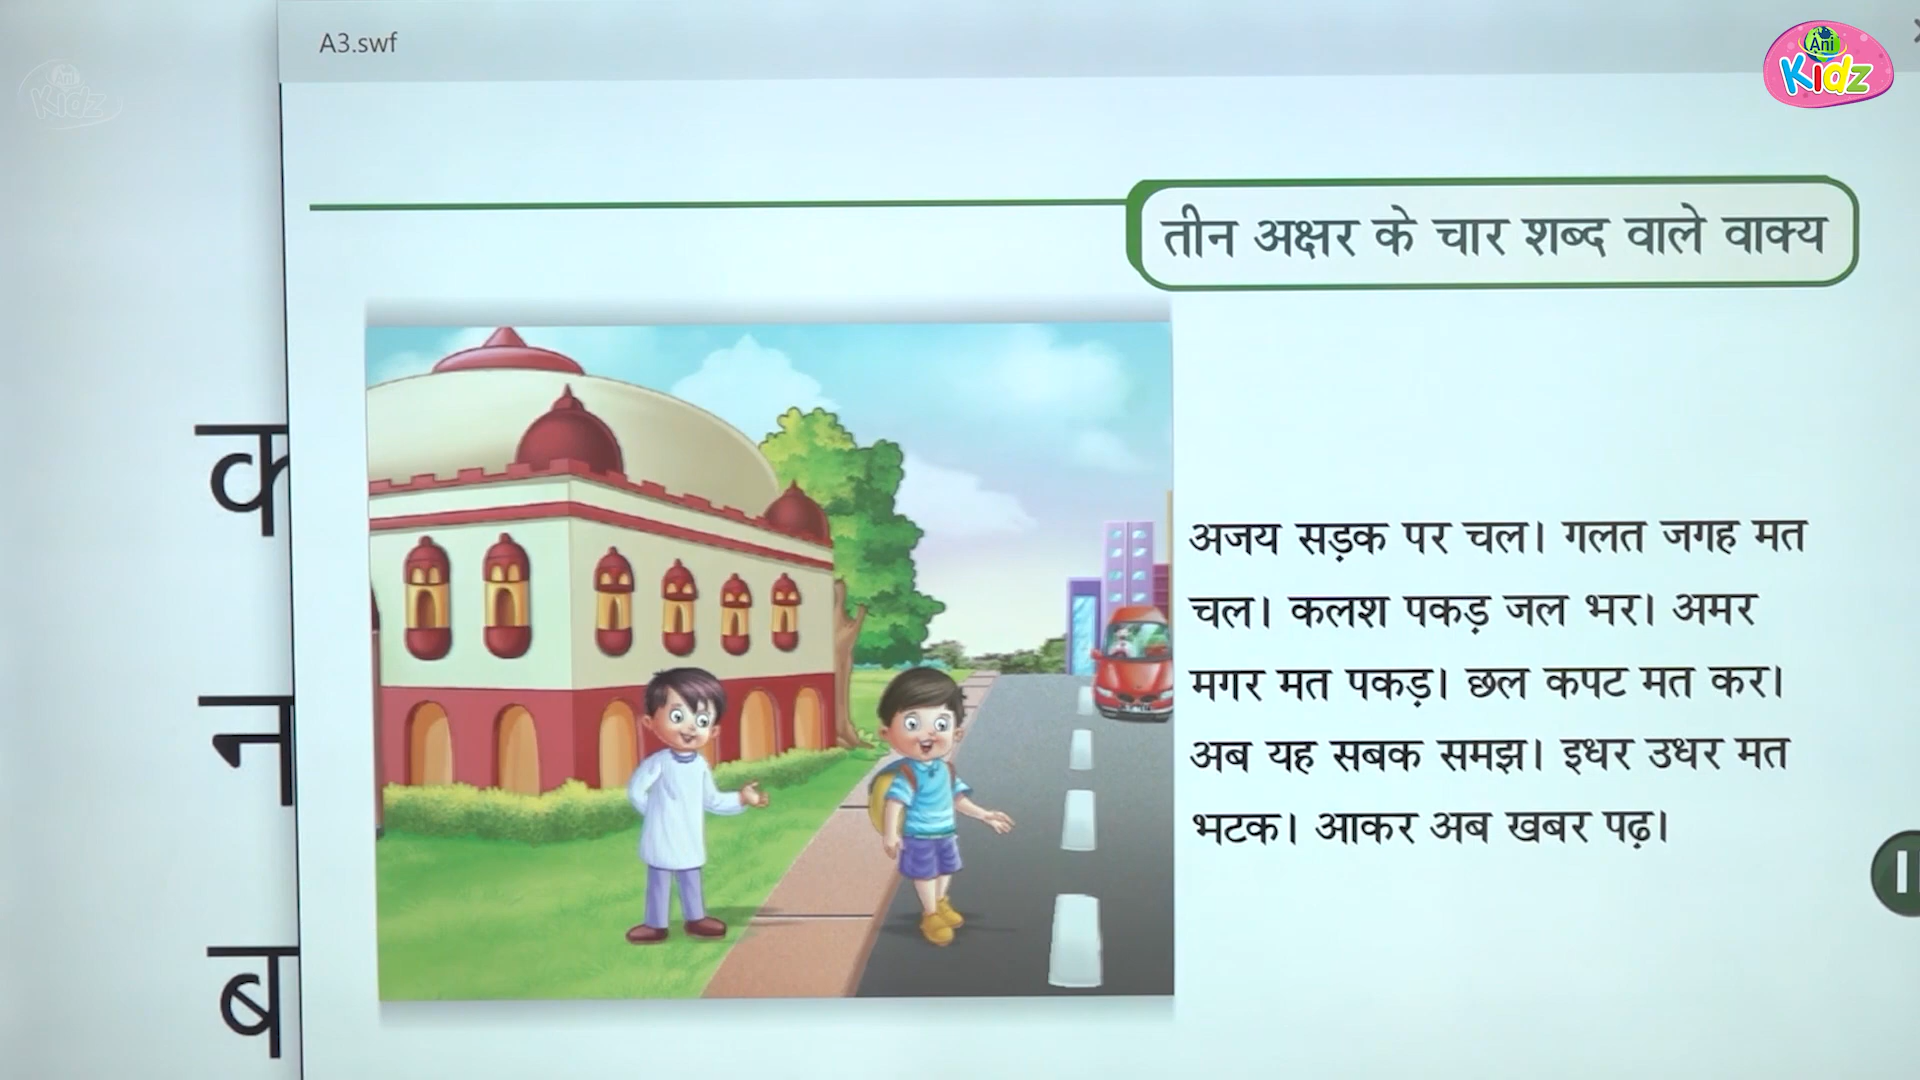 A3.swf
Ani
Kidz
तीन अक्षर के चार शब्द वाले वाक्य
अजय सड़क पर चल। गलत जगह मत
चल। कलश पकड़ जल भर। अमर
मगर मत पकड़। छल कपट मत कर।
अब यह सबक समझ। इधर उधर मत
भटक। आकर अब खबर पढ़।
क
न
ब